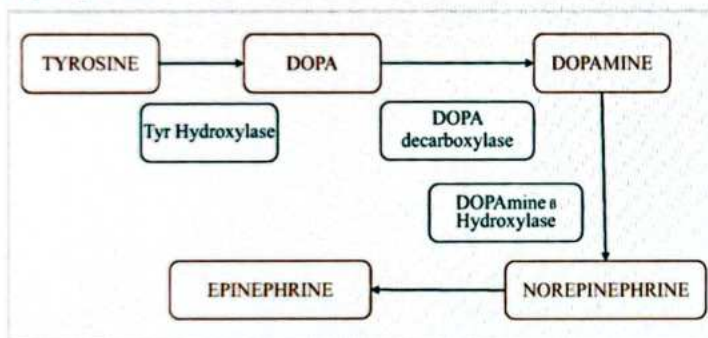 TYROSINE
DOPA
DOPAMINE
Tyr Hydroxylase
DOPA
decarboxylase
DOPAmine β
Hydroxylase
EPINEPHRINE
NOREPINEPHRINE